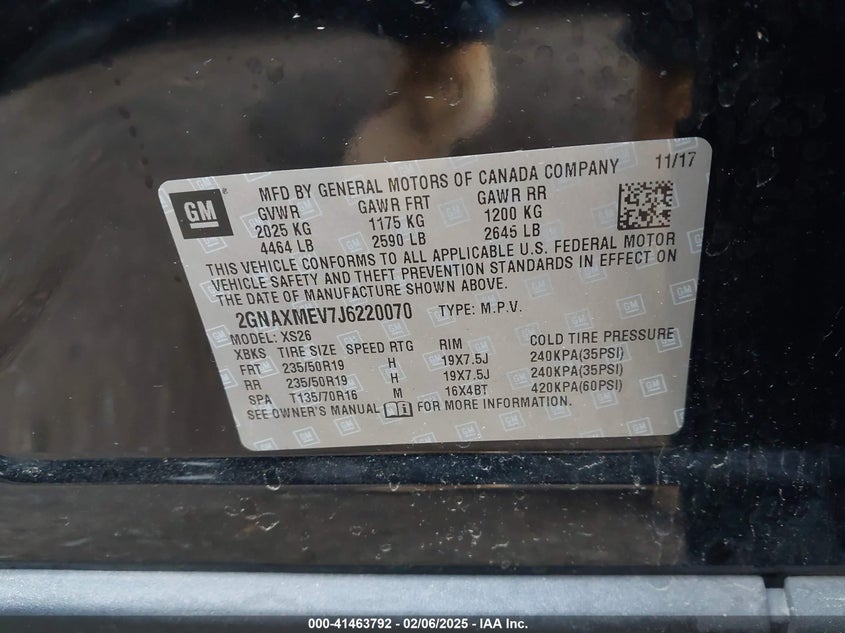 GM
MFD BY GENERAL MOTORS OF CANADA COMPANY 11/17
GVWR GAWR FRT GAWR RR
2025 KG 1175 KG 1200 KG
4464 LB 2590 LB 2645 LB
THIS VEHICLE CONFORMS TO ALL APPLICABLE U.S. FEDERAL MOTOR
VEHICLE SAFETY AND THEFT PREVENTION STANDARDS IN EFFECT ON
THE DATE OF MANUFACTURE SHOWN ABOVE.
2GNAXMEV7J6220070 TYPE: M.P.V.
MODEL: XS26
XBKS TIRE SIZE SPEED RTG RIM COLD TIRE PRESSURE
FRT 235/50R19 H 19X7.5J 240KPA(35PSI)
RR 235/50R19 H 19X7.5J 240KPA(35PSI)
SPA T135/70R16 M 16X4BT 420KPA(60PSI)
SEE OWNER'S MANUAL FOR MORE INFORMATION.
000-41463792 - 02/06/2025 - IAA Inc.